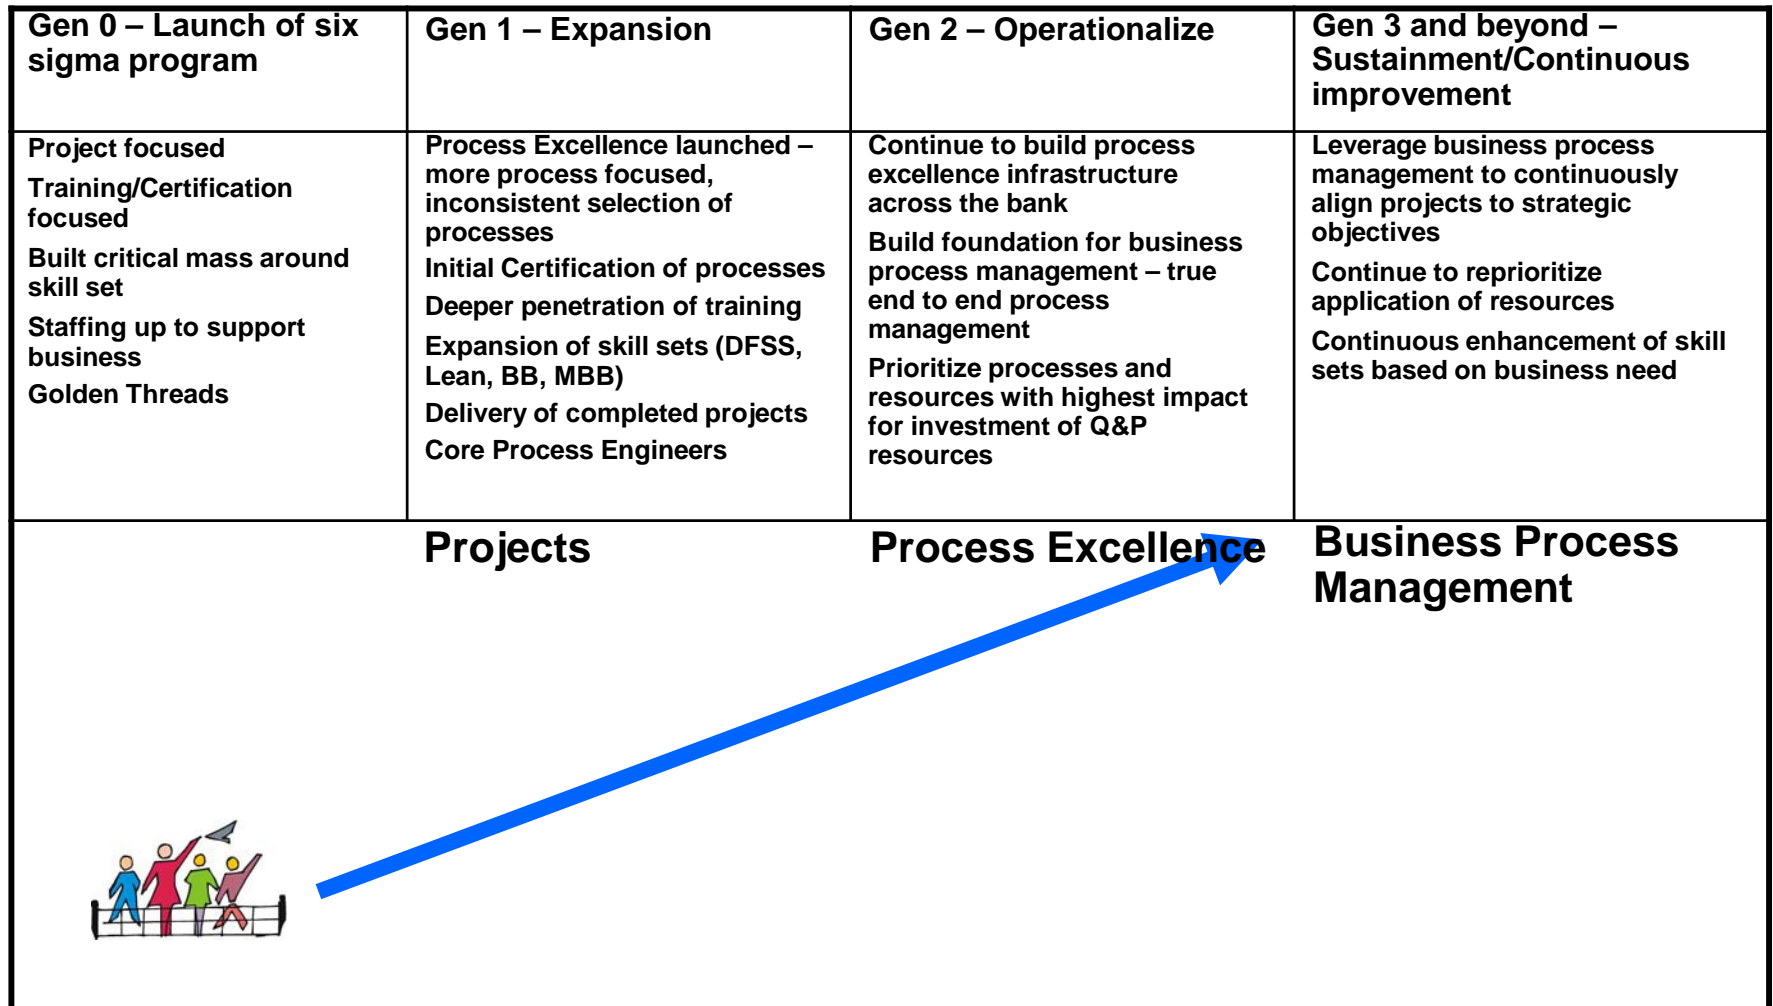 Gen 0 – Launch of six
sigma program
Gen 1 – Expansion
Gen 2 – Operationalize
Gen 3 and beyond –
Sustainment/Continuous
improvement
Project focused
Training/Certification
focused
Built critical mass around
skill set
Staffing up to support
business
Golden Threads
Process Excellence launched –
more process focused,
inconsistent selection of
processes
Initial Certification of processes
Deeper penetration of training
Expansion of skill sets (DFSS,
Lean, BB, MBB)
Delivery of completed projects
Core Process Engineers
Continue to build process
excellence infrastructure
across the bank
Build foundation for business
process management – true
end to end process
management
Prioritize processes and
resources with highest impact
for investment of Q&P
resources
Leverage business process
management to continuously
align projects to strategic
objectives
Continue to reprioritize
application of resources
Continuous enhancement of skill
sets based on business need
Projects
Process Excellence
Business Process
Management